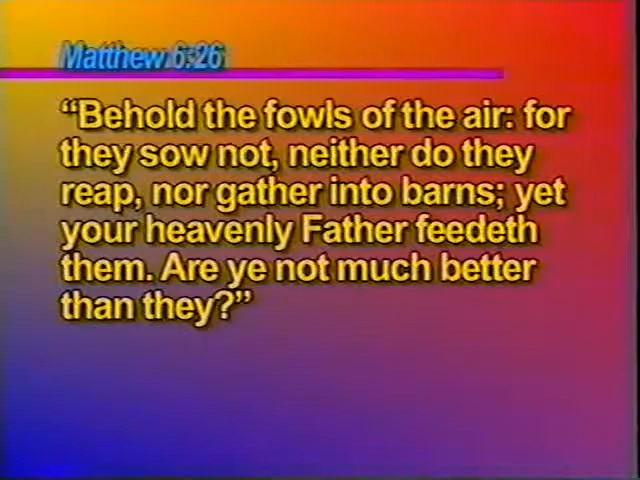 Matthew 6:26
“Behold the fowls of the air: for
they sow not, neither do they
reap, nor gather into barns; yet
your heavenly Father feedeth
them. Are ye not much better
than they?”